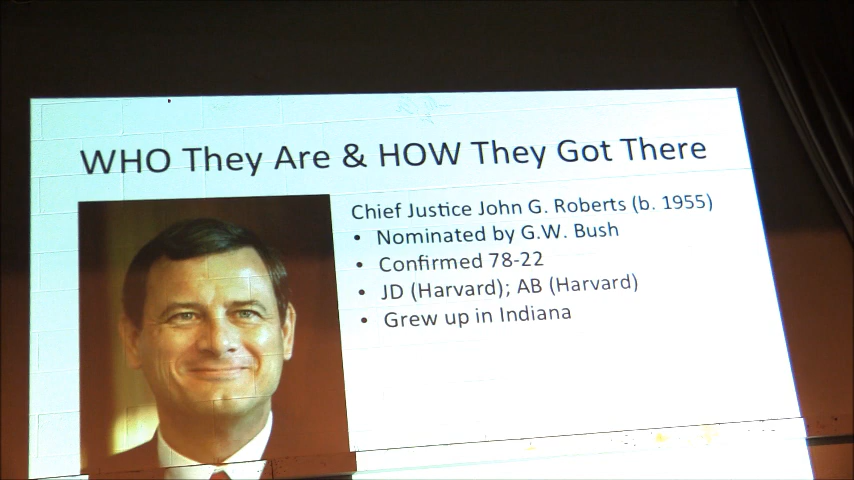 WHO They Are & HOW They Got There
Chief Justice John G. Roberts (b. 1955)
• Nominated by G.W. Bush
• Confirmed 78-22
• JD (Harvard); AB (Harvard)
• Grew up in Indiana